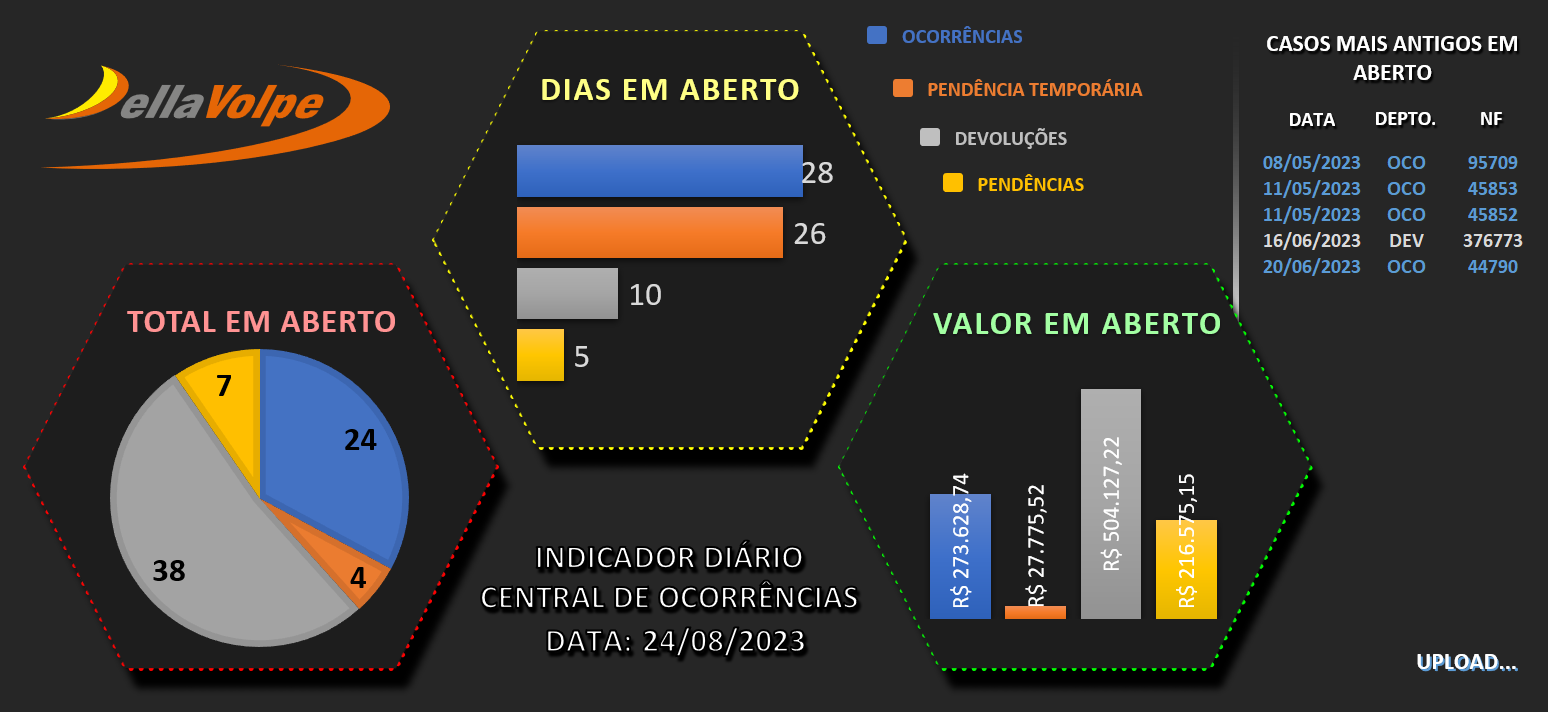 DellaVolpe
DIAS EM ABERTO
28
26
10
5
OCORRÊNCIAS
PENDÊNCIA TEMPORÁRIA
DEVOLUÇÕES
PENDÊNCIAS
CASOS MAIS ANTIGOS EM
ABERTO
DATA DEPTO. NF
08/05/2023 OCO 95709
11/05/2023 OCO 45853
11/05/2023 OCO 45852
16/06/2023 DEV 376773
20/06/2023 OCO 44790
TOTAL EM ABERTO
7
24
38
4
VALOR EM ABERTO
R$ 273.628,74
R$ 27.775,52
R$ 504.127,22
R$ 216.575,15
INDICADOR DIÁRIO
CENTRAL DE OCORRÊNCIAS
DATA: 24/08/2023
UPLOAD...